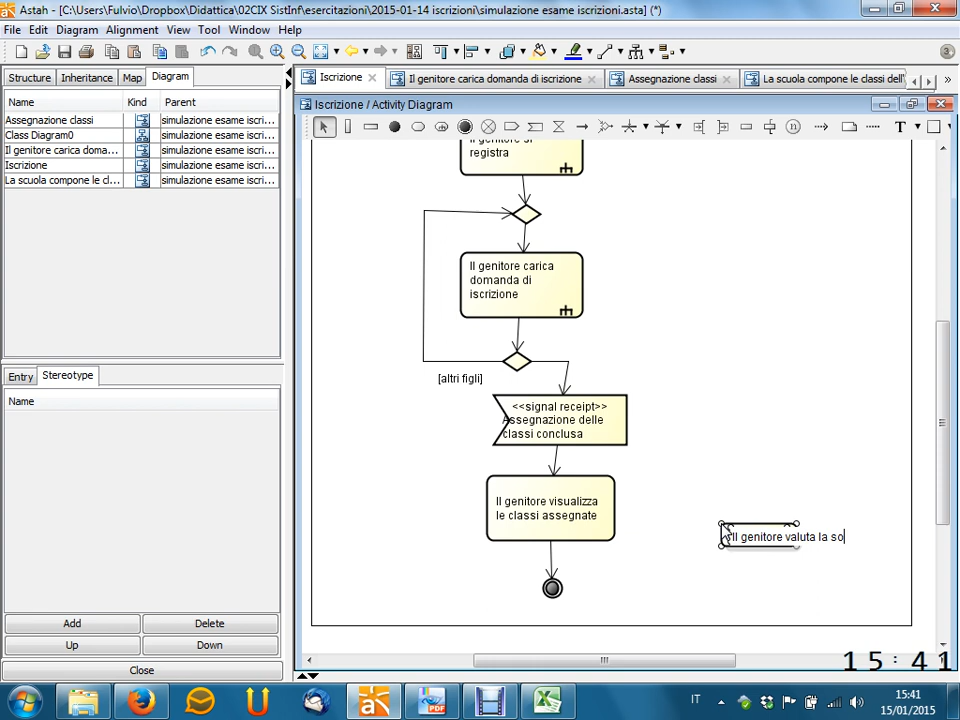 Astah - [C:\Users\Fulvio\Dropbox\Didattica\02CIX SistInf\esercitazioni\2015-01-14 iscrizioni\simulazione esame iscrizioni.asta] (*)
File Edit Diagram Alignment View Tool Window Help
3
Structure Inheritance Map Diagram
Iscrizione Il genitore carica domanda di iscrizione Assegnazione classi La scuola compone le classi dell'
Name Kind Parent
Assegnazione classi simulazione esame iscri...
Class Diagram0 simulazione esame iscri...
Il genitore carica doma... simulazione esame iscri...
Iscrizione simulazione esame iscri...
La scuola compone le cl... simulazione esame iscri...
Iscrizione / Activity Diagram
n T
Il genitore si
registra
Il genitore carica
domanda di
iscrizione
[altri figli]
<<signal receipt>>
Assegnazione delle
classi conclusa
Il genitore visualizza
le classi assegnate
Il genitore valuta la so
Entry Stereotype
Name
Add Delete
Up Down
Close
15:41
PDF
IT
15:41
15/01/2015